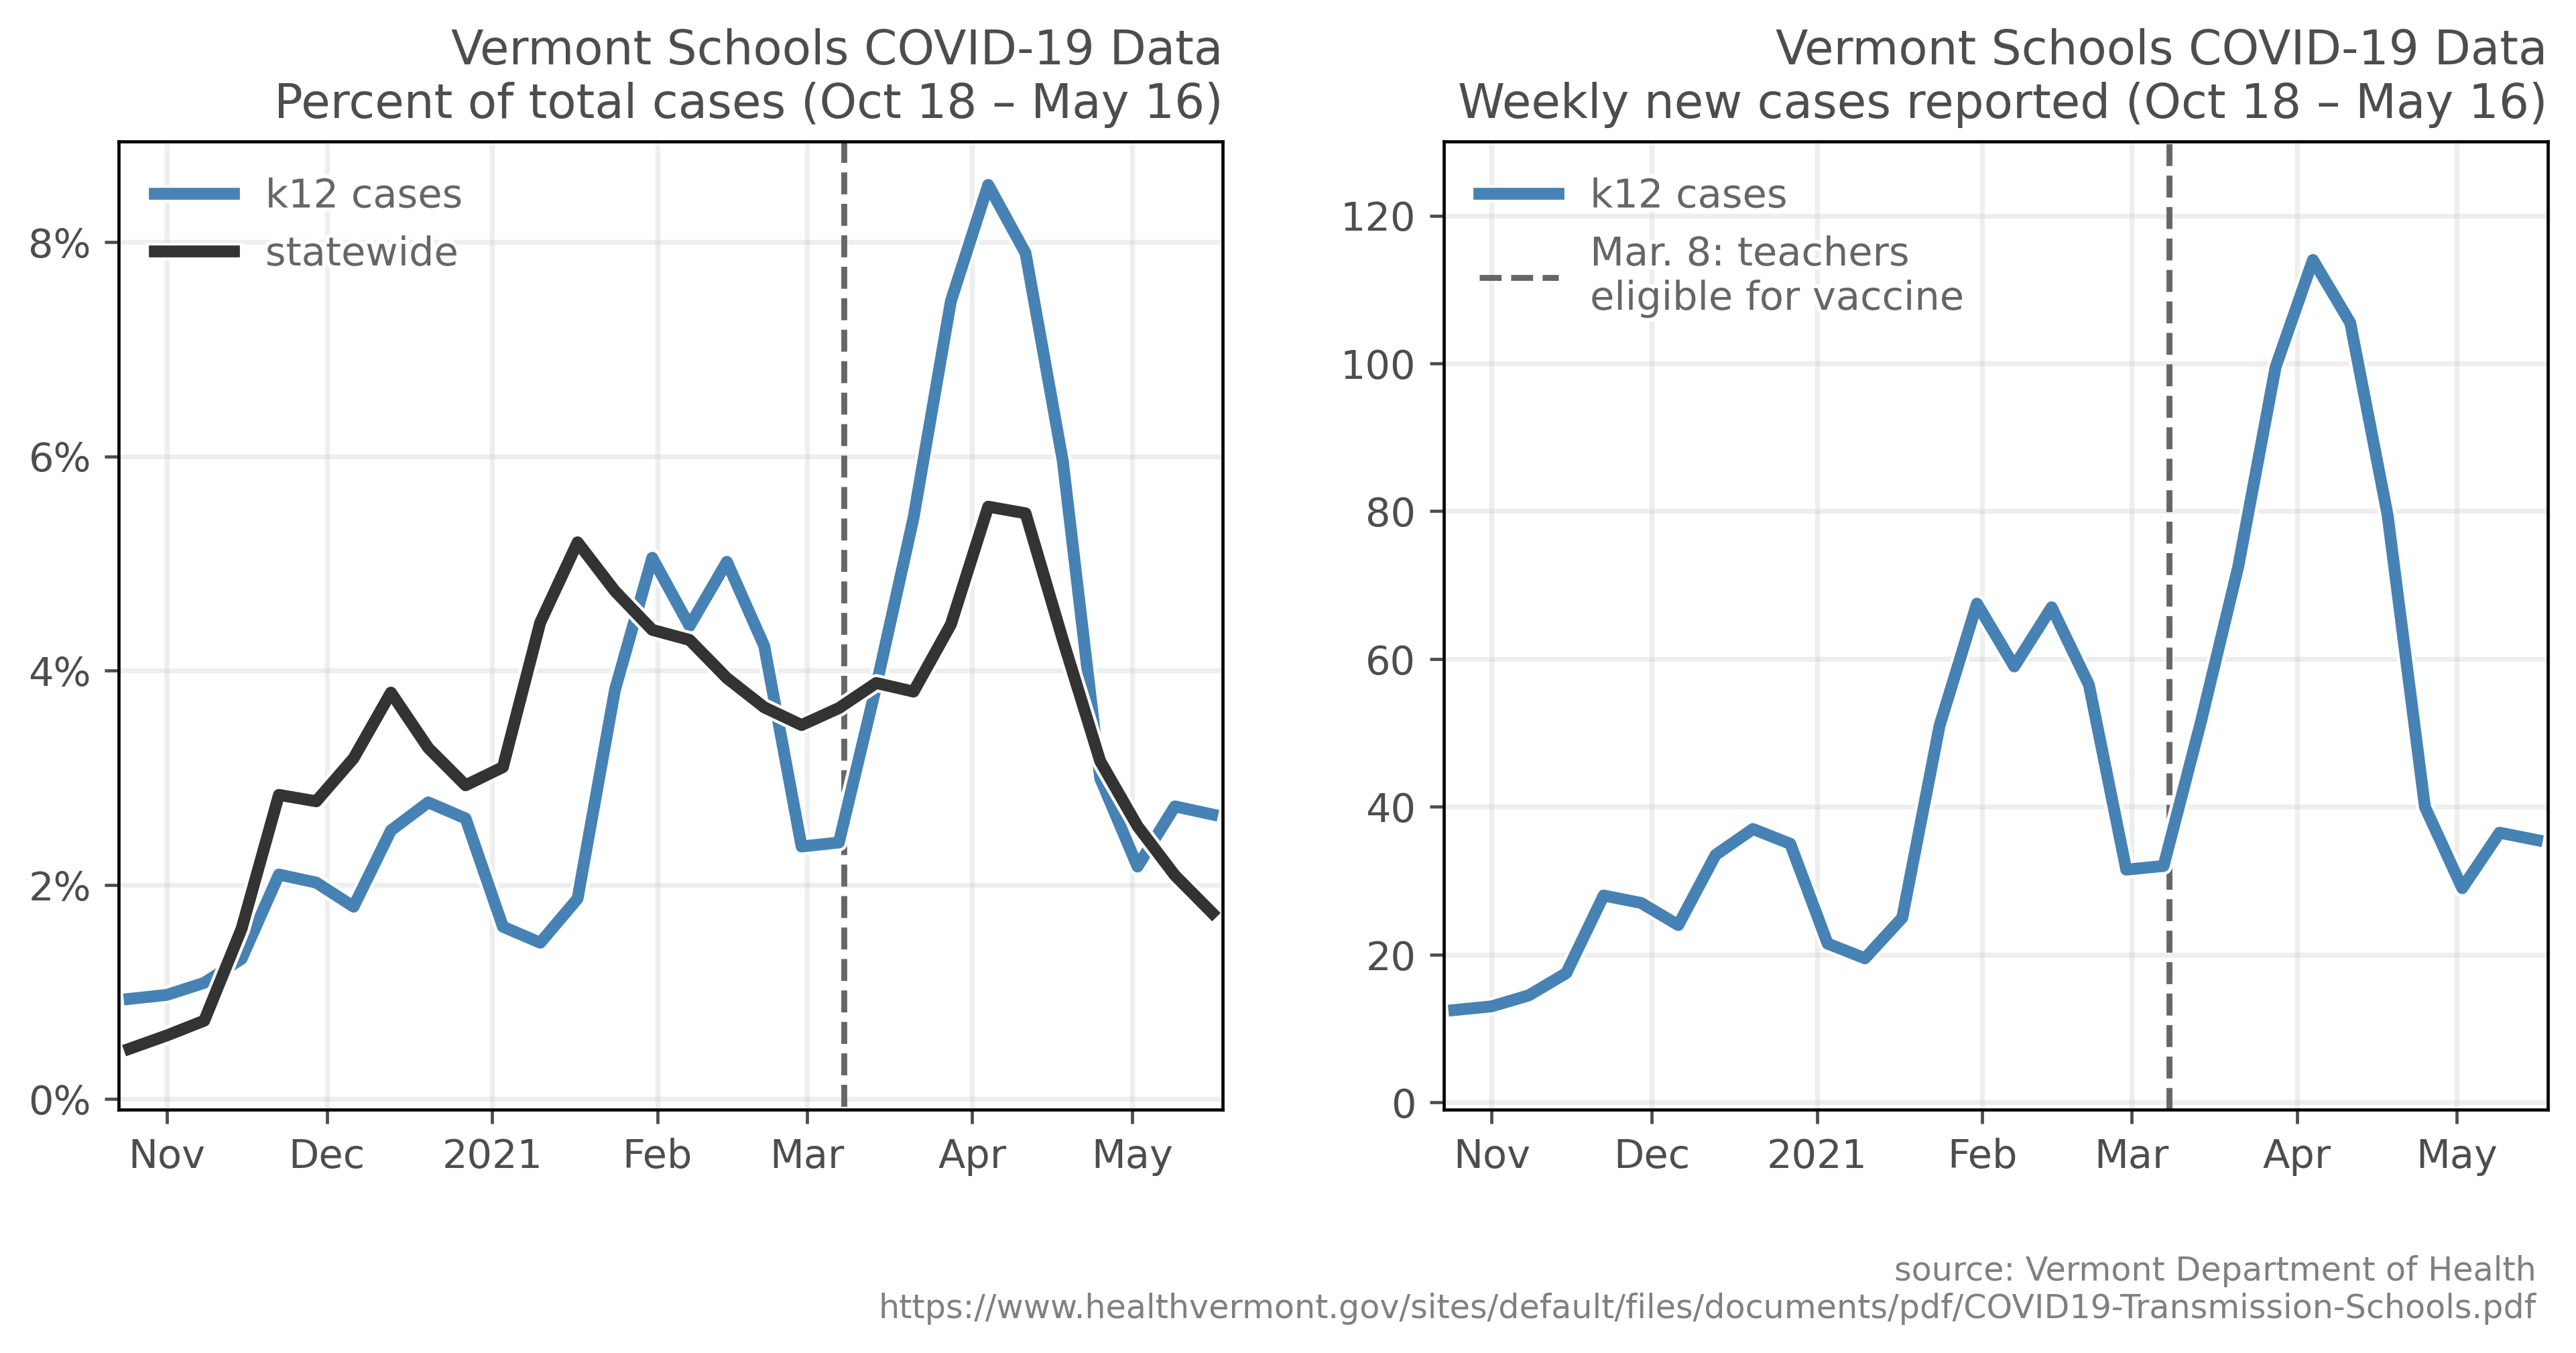 Vermont Schools COVID-19 Data
Percent of total cases (Oct 18 – May 16)
k12 cases
statewide
8%
6%
4%
2%
0%
Nov Dec 2021 Feb Mar Apr May
Vermont Schools COVID-19 Data
Weekly new cases reported (Oct 18 – May 16)
k12 cases
Mar. 8: teachers
eligible for vaccine
120
100
80
60
40
20
0
Nov Dec 2021 Feb Mar Apr May
source: Vermont Department of Health
https://www.healthvermont.gov/sites/default/files/documents/pdf/COVID19-Transmission-Schools.pdf